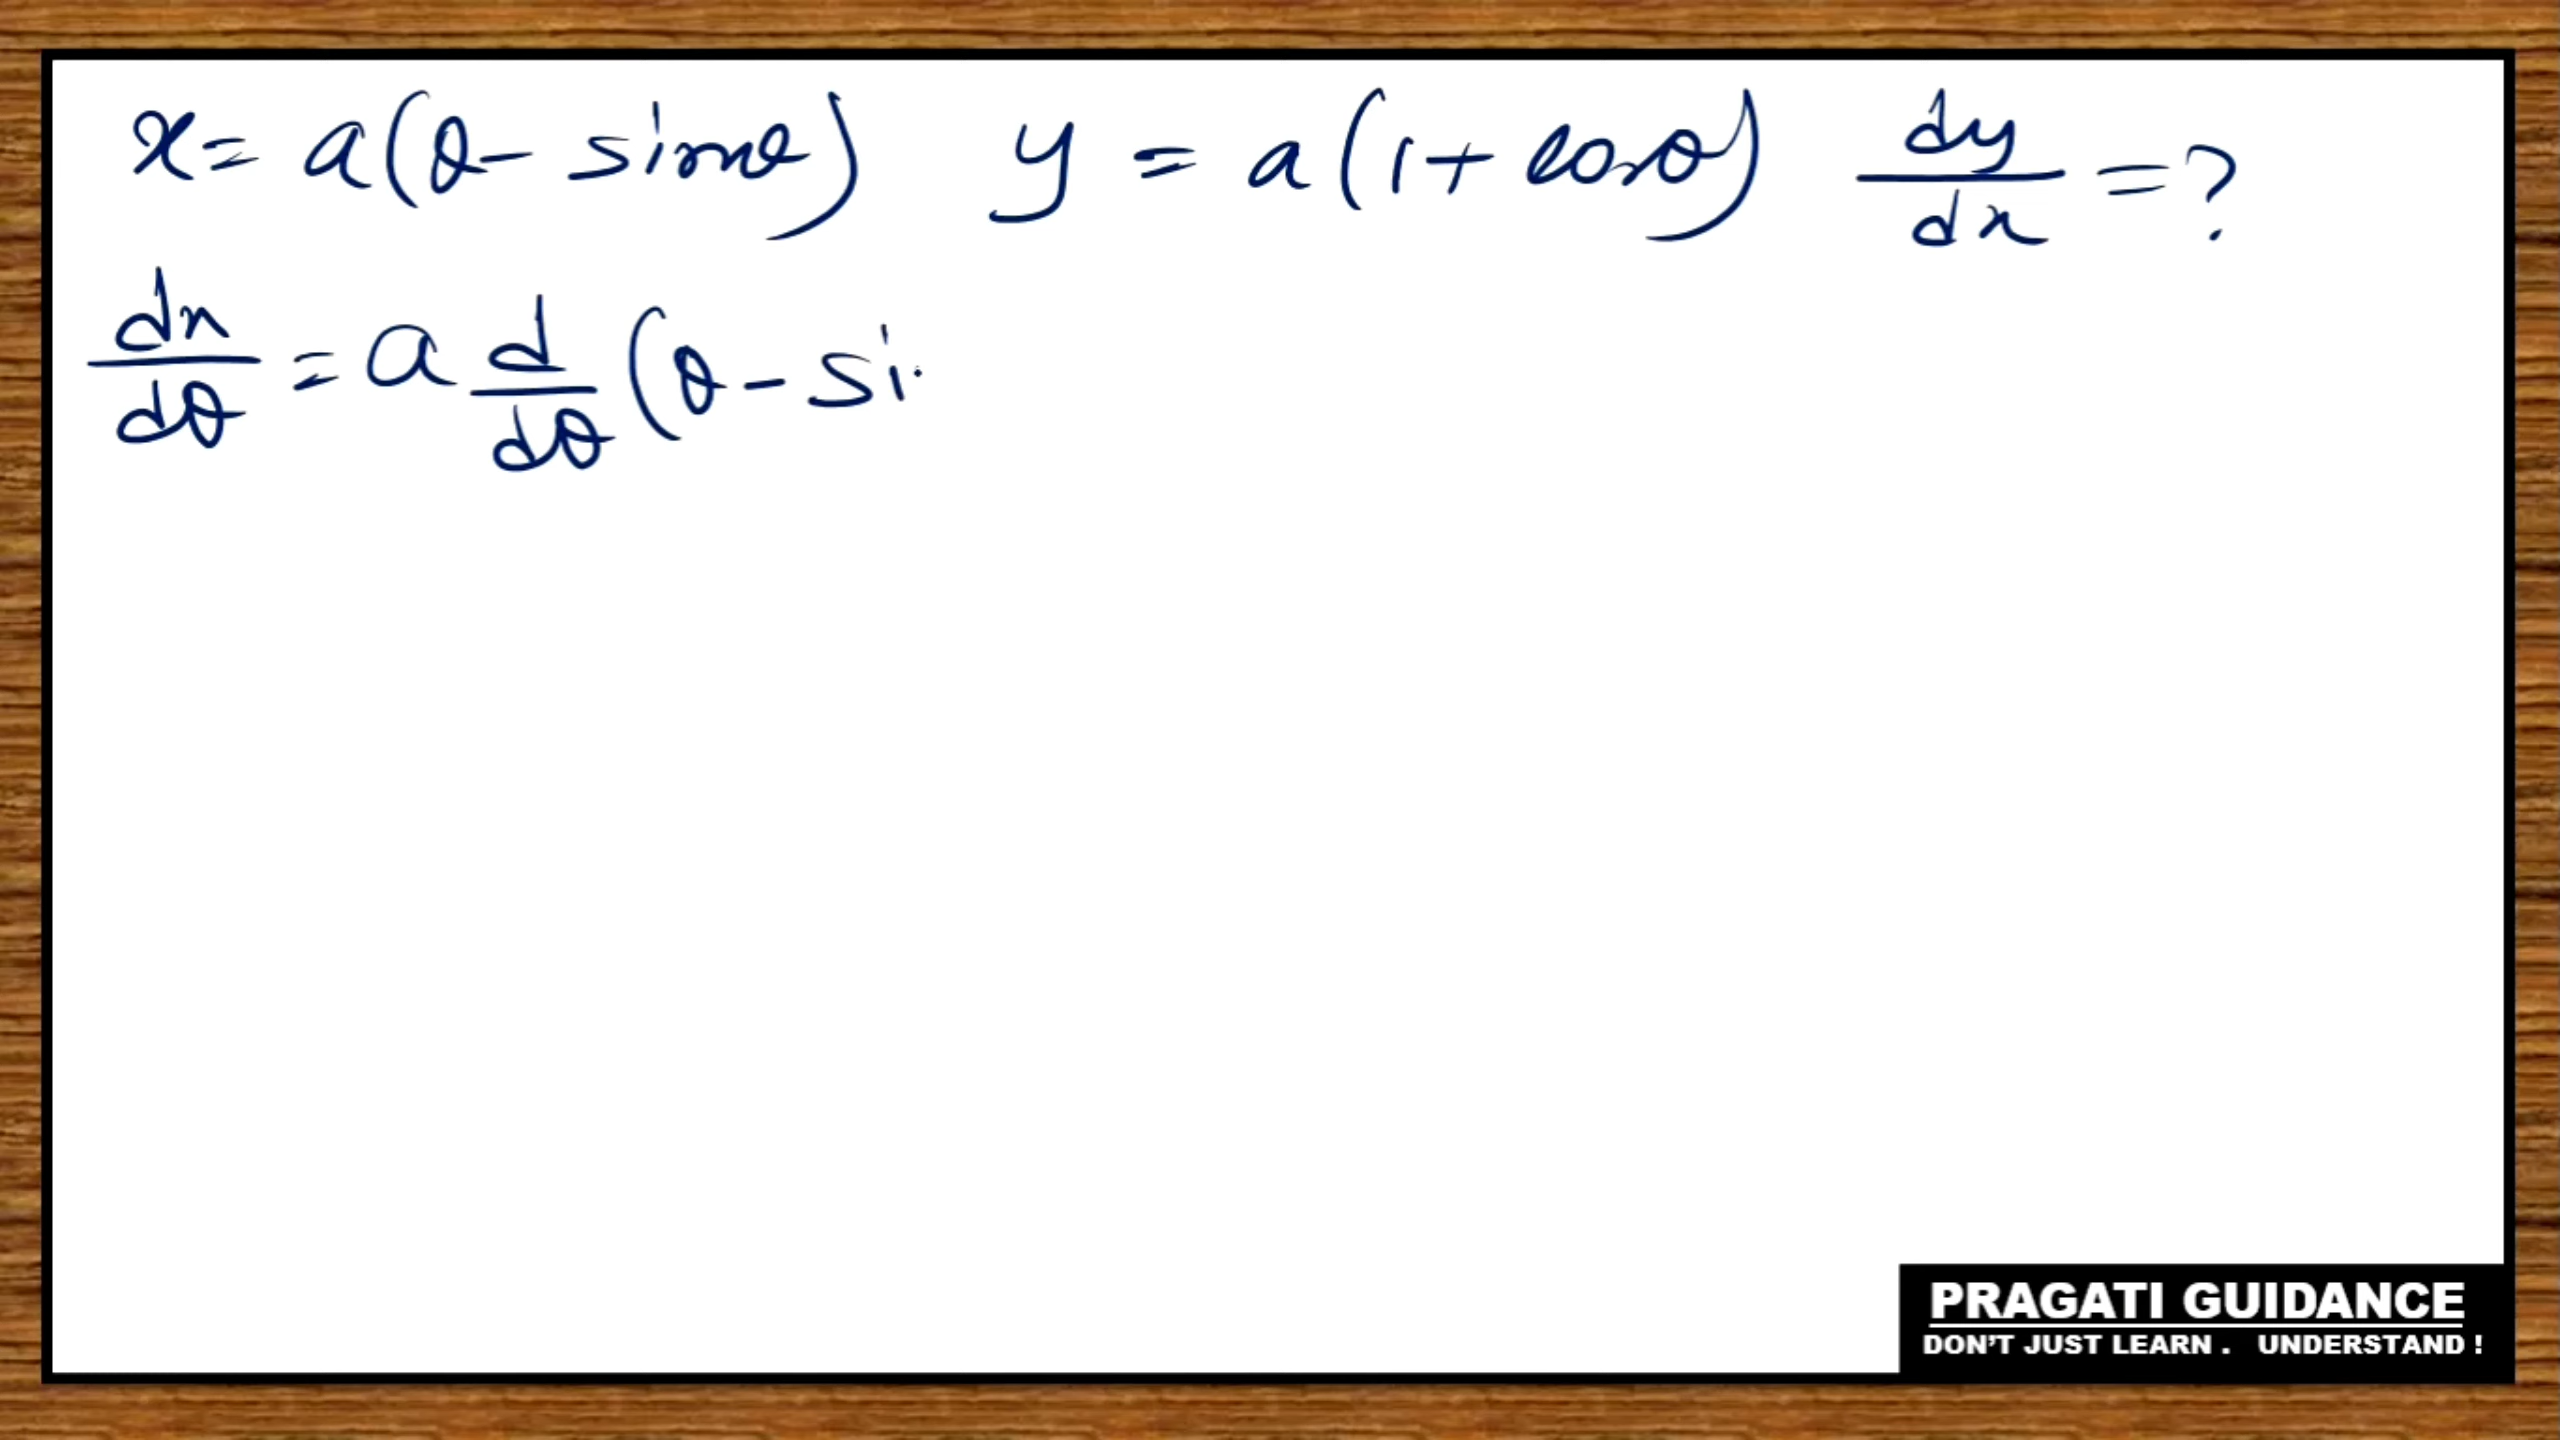 x = a(θ - sinθ) y = a(1 + cosθ) dy/dx = ?
dx/dθ = a d/dθ (θ - si
PRAGATI GUIDANCE
DON'T JUST LEARN . UNDERSTAND !